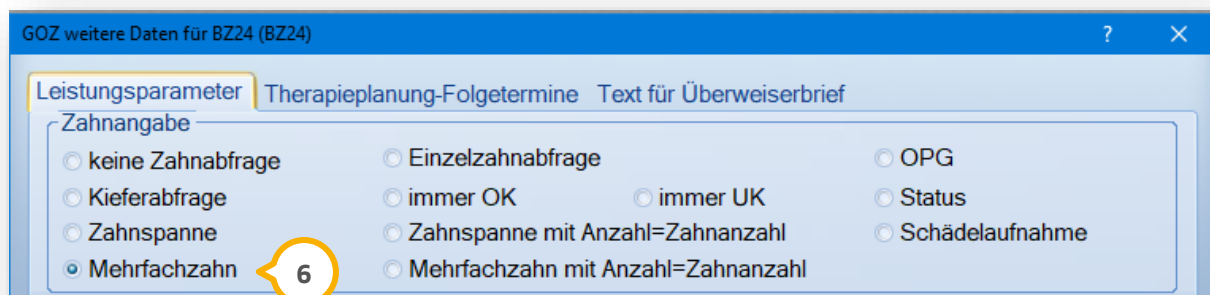 GOZ weitere Daten für BZ24 (BZ24) ?
Leistungsparameter Therapieplanung-Folgetermine Text für Überweiserbrief
Zahnangabe
keine Zahnabfrage Einzelzahnabfrage OPG
Kieferabfrage immer OK immer UK Status
Zahnspanne Zahnspanne mit Anzahl=Zahnanzahl Schädelaufnahme
Mehrfachzahn 6 Mehrfachzahn mit Anzahl=Zahnanzahl